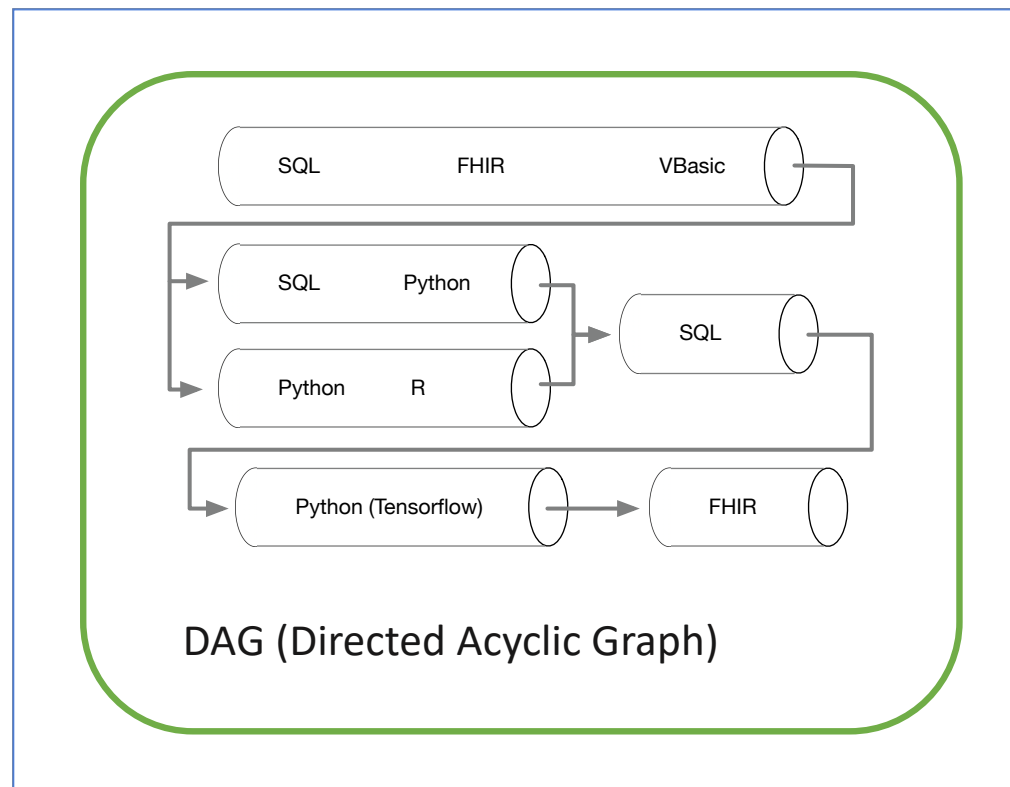 SQL FHIR VBasic
SQL Python
SQL
Python R
Python (Tensorflow) FHIR
DAG (Directed Acyclic Graph)